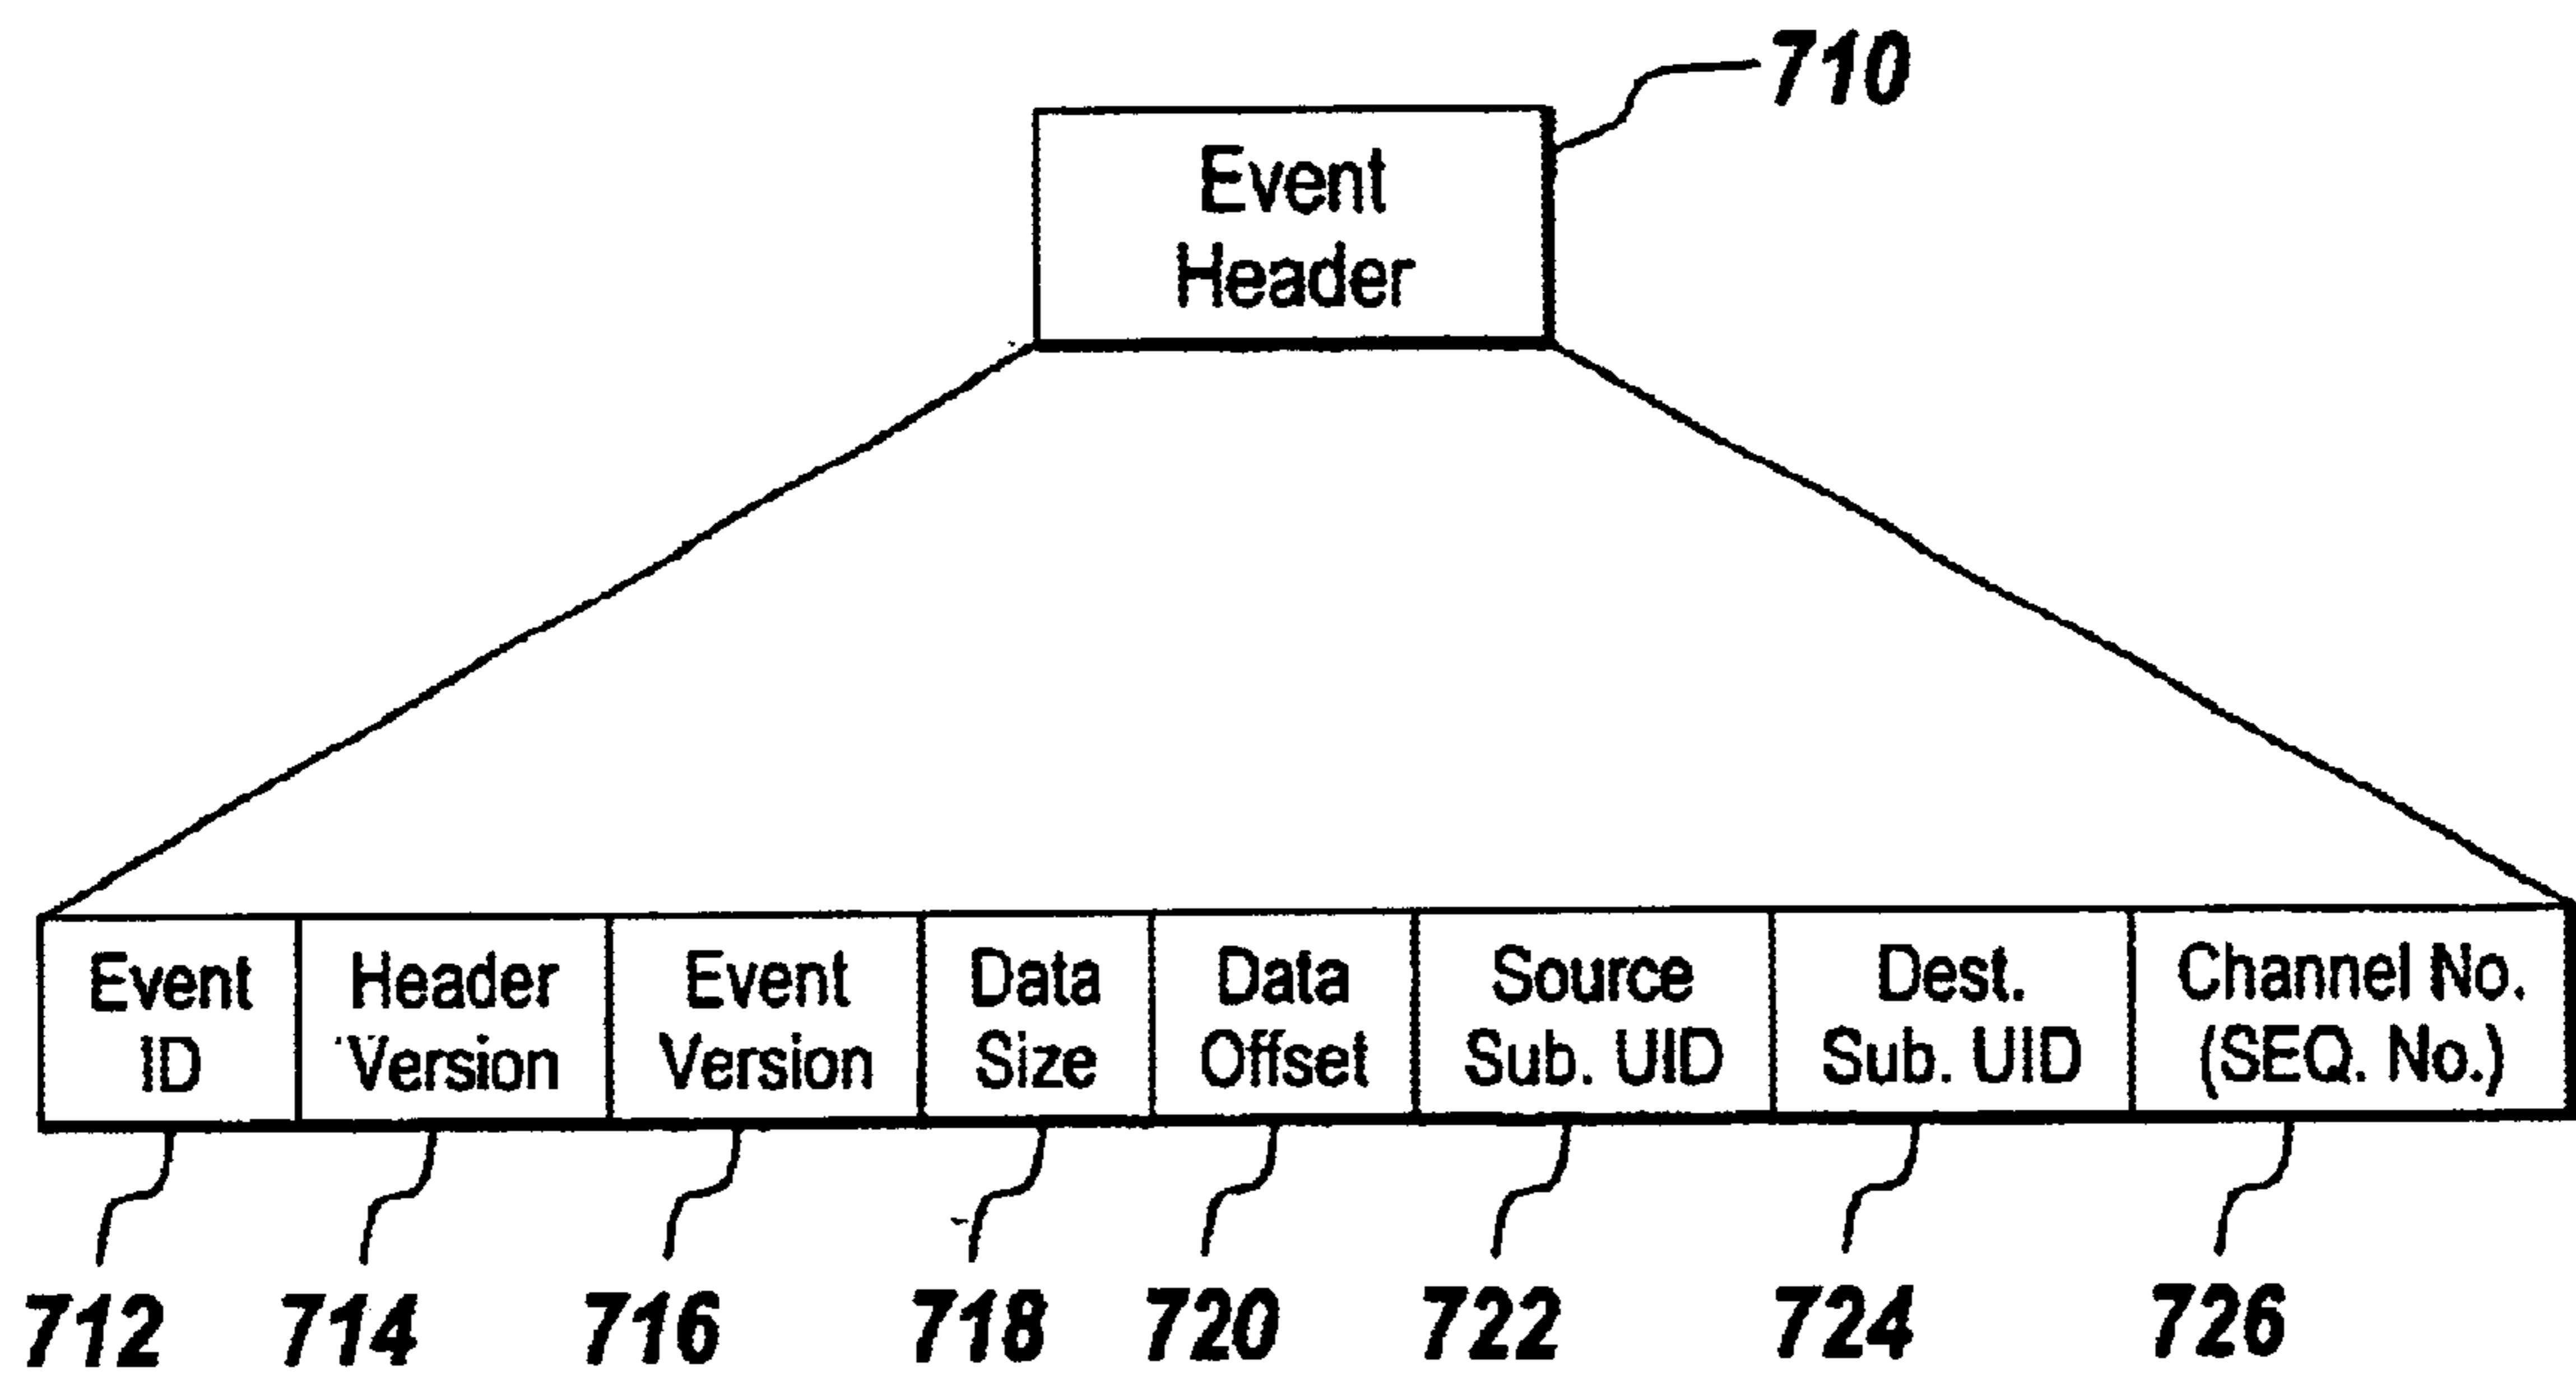 710
Event
Header
Event
ID
Header
Version
Event
Version
Data
Size
Data
Offset
Source
Sub. UID
Dest.
Sub. UID
Channel No.
(SEQ. No.)
712
714
716
718
720
722
724
726